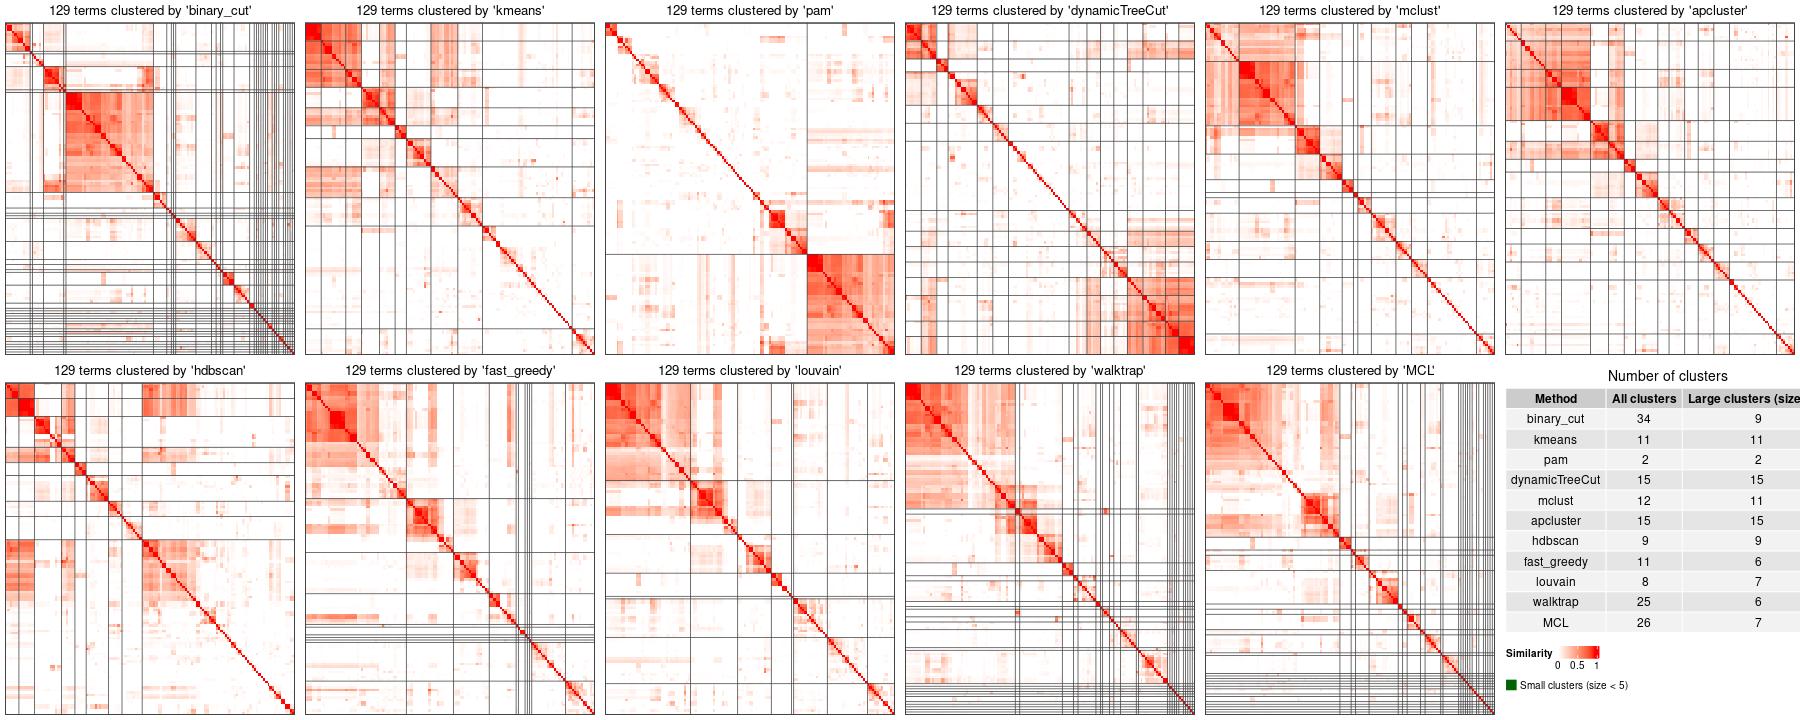 129 terms clustered by 'binary_cut'
129 terms clustered by 'kmeans'
129 terms clustered by 'pam'
129 terms clustered by 'dynamicTreeCut'
129 terms clustered by 'mclust'
129 terms clustered by 'apcluster'
129 terms clustered by 'hdbscan'
129 terms clustered by 'fast_greedy'
129 terms clustered by 'louvain'
129 terms clustered by 'walktrap'
129 terms clustered by 'MCL'
Number of clusters
Method All clusters Large clusters (size
binary_cut 34 9
kmeans 11 11
pam 2 2
dynamicTreeCut 15 15
mclust 12 11
apcluster 15 15
hdbscan 9 9
fast_greedy 11 6
louvain 8 7
walktrap 25 6
MCL 26 7
Similarity
0 0.5 1
Small clusters (size < 5)